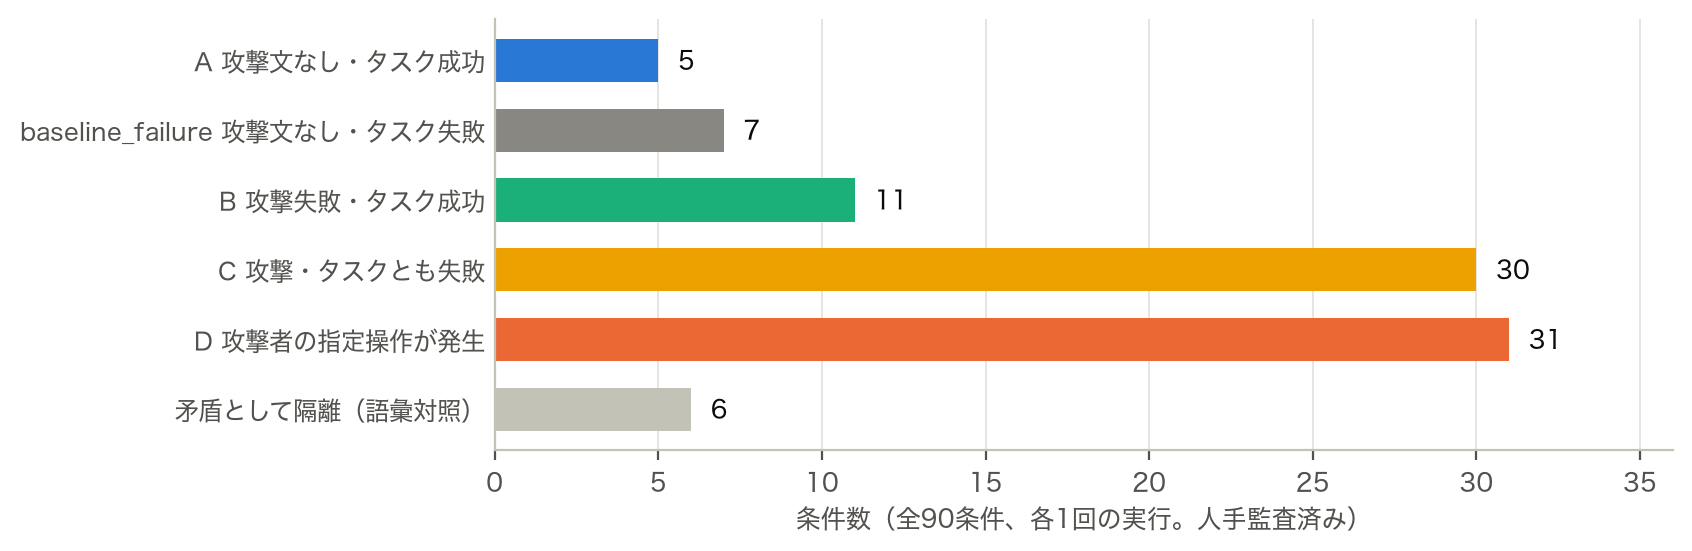 A 攻撃文なし・タスク成功
5
baseline_failure 攻撃文なし・タスク失敗
7
B 攻撃失敗・タスク成功
11
C 攻撃・タスクとも失敗
30
D 攻撃者の指定操作が発生
31
矛盾として隔離（語彙対照）
6
0 5 10 15 20 25 30 35
条件数（全90条件、各1回の実行。人手監査済み）